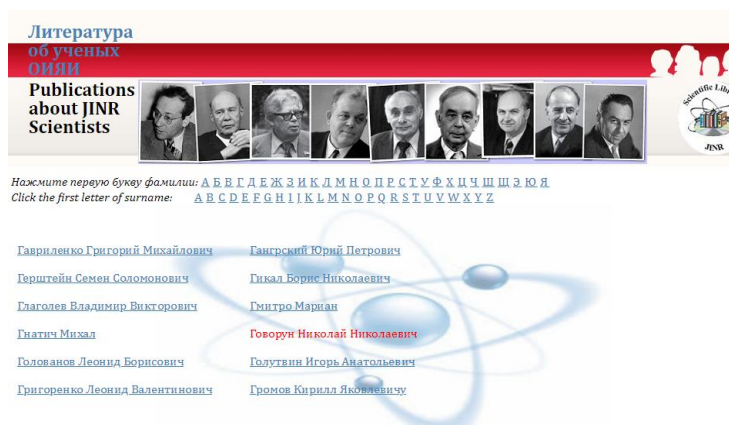 Литература
об ученых
ОИЯИ
Publications
about JINR
Scientists
Scientific Libr
JINR
Нажмите первую букву фамилии: А Б В Г Д Е Ж З И К Л М Н О П Р С Т У Ф Х Ц Ч Ш Щ Э Ю Я
Click the first letter of surname: A B C D E F G H I J K L M N O P Q R S T U V W X Y Z
Гавриленко Григорий Михайлович Гангрский Юрий Петрович
Герштейн Семен Соломонович Гикал Борис Николаевич
Глаголев Владимир Викторович Гмитро Мариан
Гнатич Михал Говорун Николай Николаевич
Голованов Леонид Борисович Голутвин Игорь Анатольевич
Григоренко Леонид Валентинович Громов Кирилл Яковлевичу